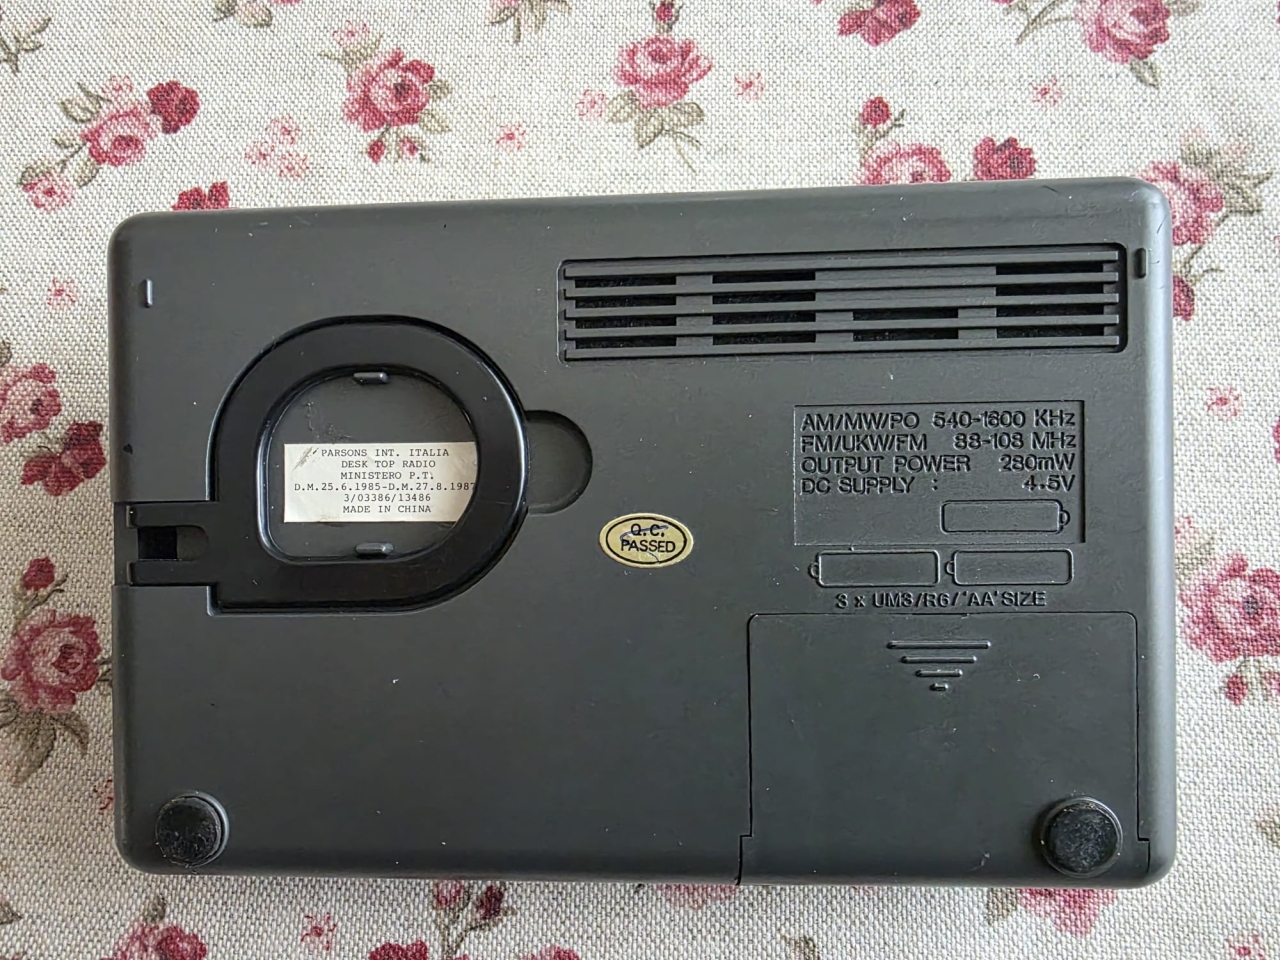 AM/MW/PO 540-1600 KHz
FM/UKW/FM 88-108 MHz
OUTPUT POWER 280mW
DC SUPPLY : 4.5V
3 x UM3/R6/'AA' SIZE
PARSONS INT. ITALIA
DESK TOP RADIO
MINISTERO P.T.
D.M.25.6.1985-D.M.27.8.1987
3/03386/13486
MADE IN CHINA
Q.C.
PASSED